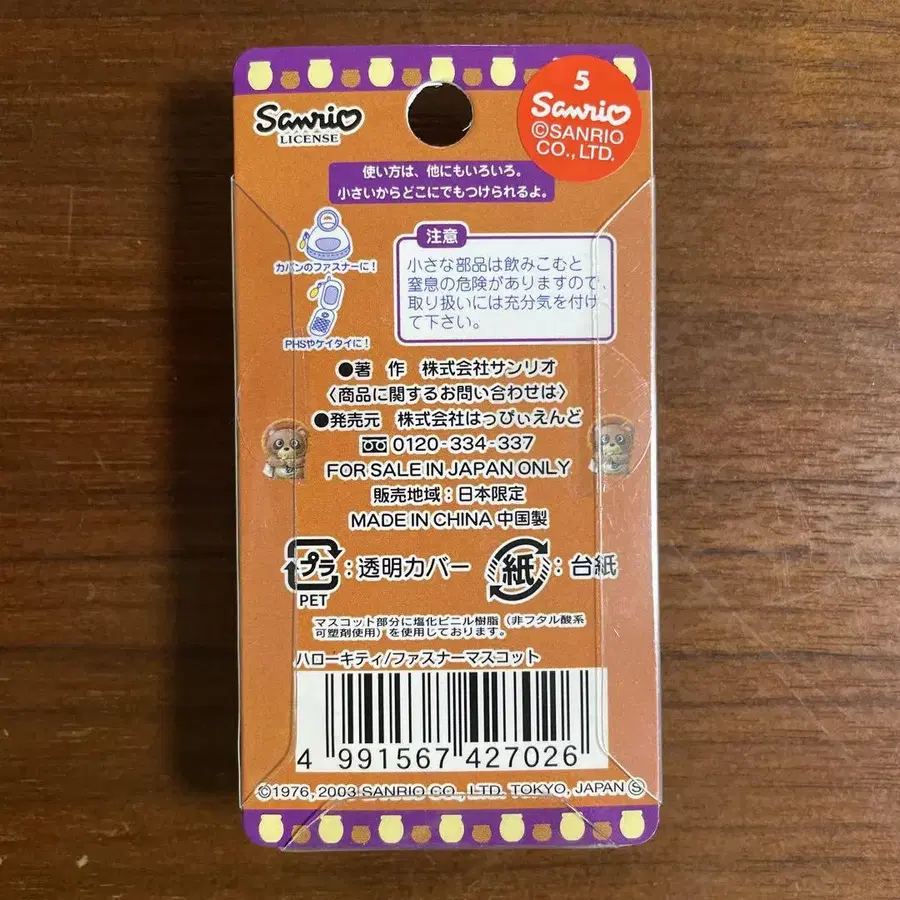 5
Sanrio
©SANRIO
CO., LTD.
Sanrio
LICENSE
使い方は、他にもいろいろ。
小さいからどこにでもつけられるよ。
カバンのファスナーに！
PHSやケイタイに！
注意
小さな部品は飲みこむと
窒息の危険がありますので、
取り扱いには充分気を付け
て下さい。
●著 作 株式会社サンリオ
〈商品に関するお問い合わせは〉
●発売元 株式会社はっぴぃえんど
0120-334-337
FOR SALE IN JAPAN ONLY
販売地域：日本限定
MADE IN CHINA 中国製
プラ：透明カバー
PET
紙：台紙
マスコット部分に塩化ビニル樹脂（非フタル酸系
可塑剤使用）を使用しております。
ハローキティ/ファスナーマスコット
4 991567 427026
©1976, 2003 SANRIO CO., LTD. TOKYO, JAPAN Ⓢ